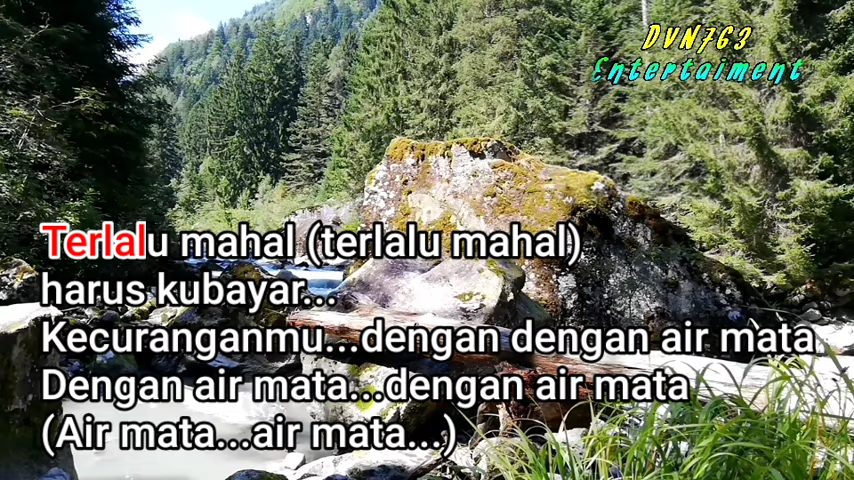 DVN763
Entertaiment
Terlalu mahal (terlalu mahal)
harus kubayar...
Kecuranganmu...dengan dengan air mata.
Dengan air mata...dengan air mata
(Air mata...air mata...)